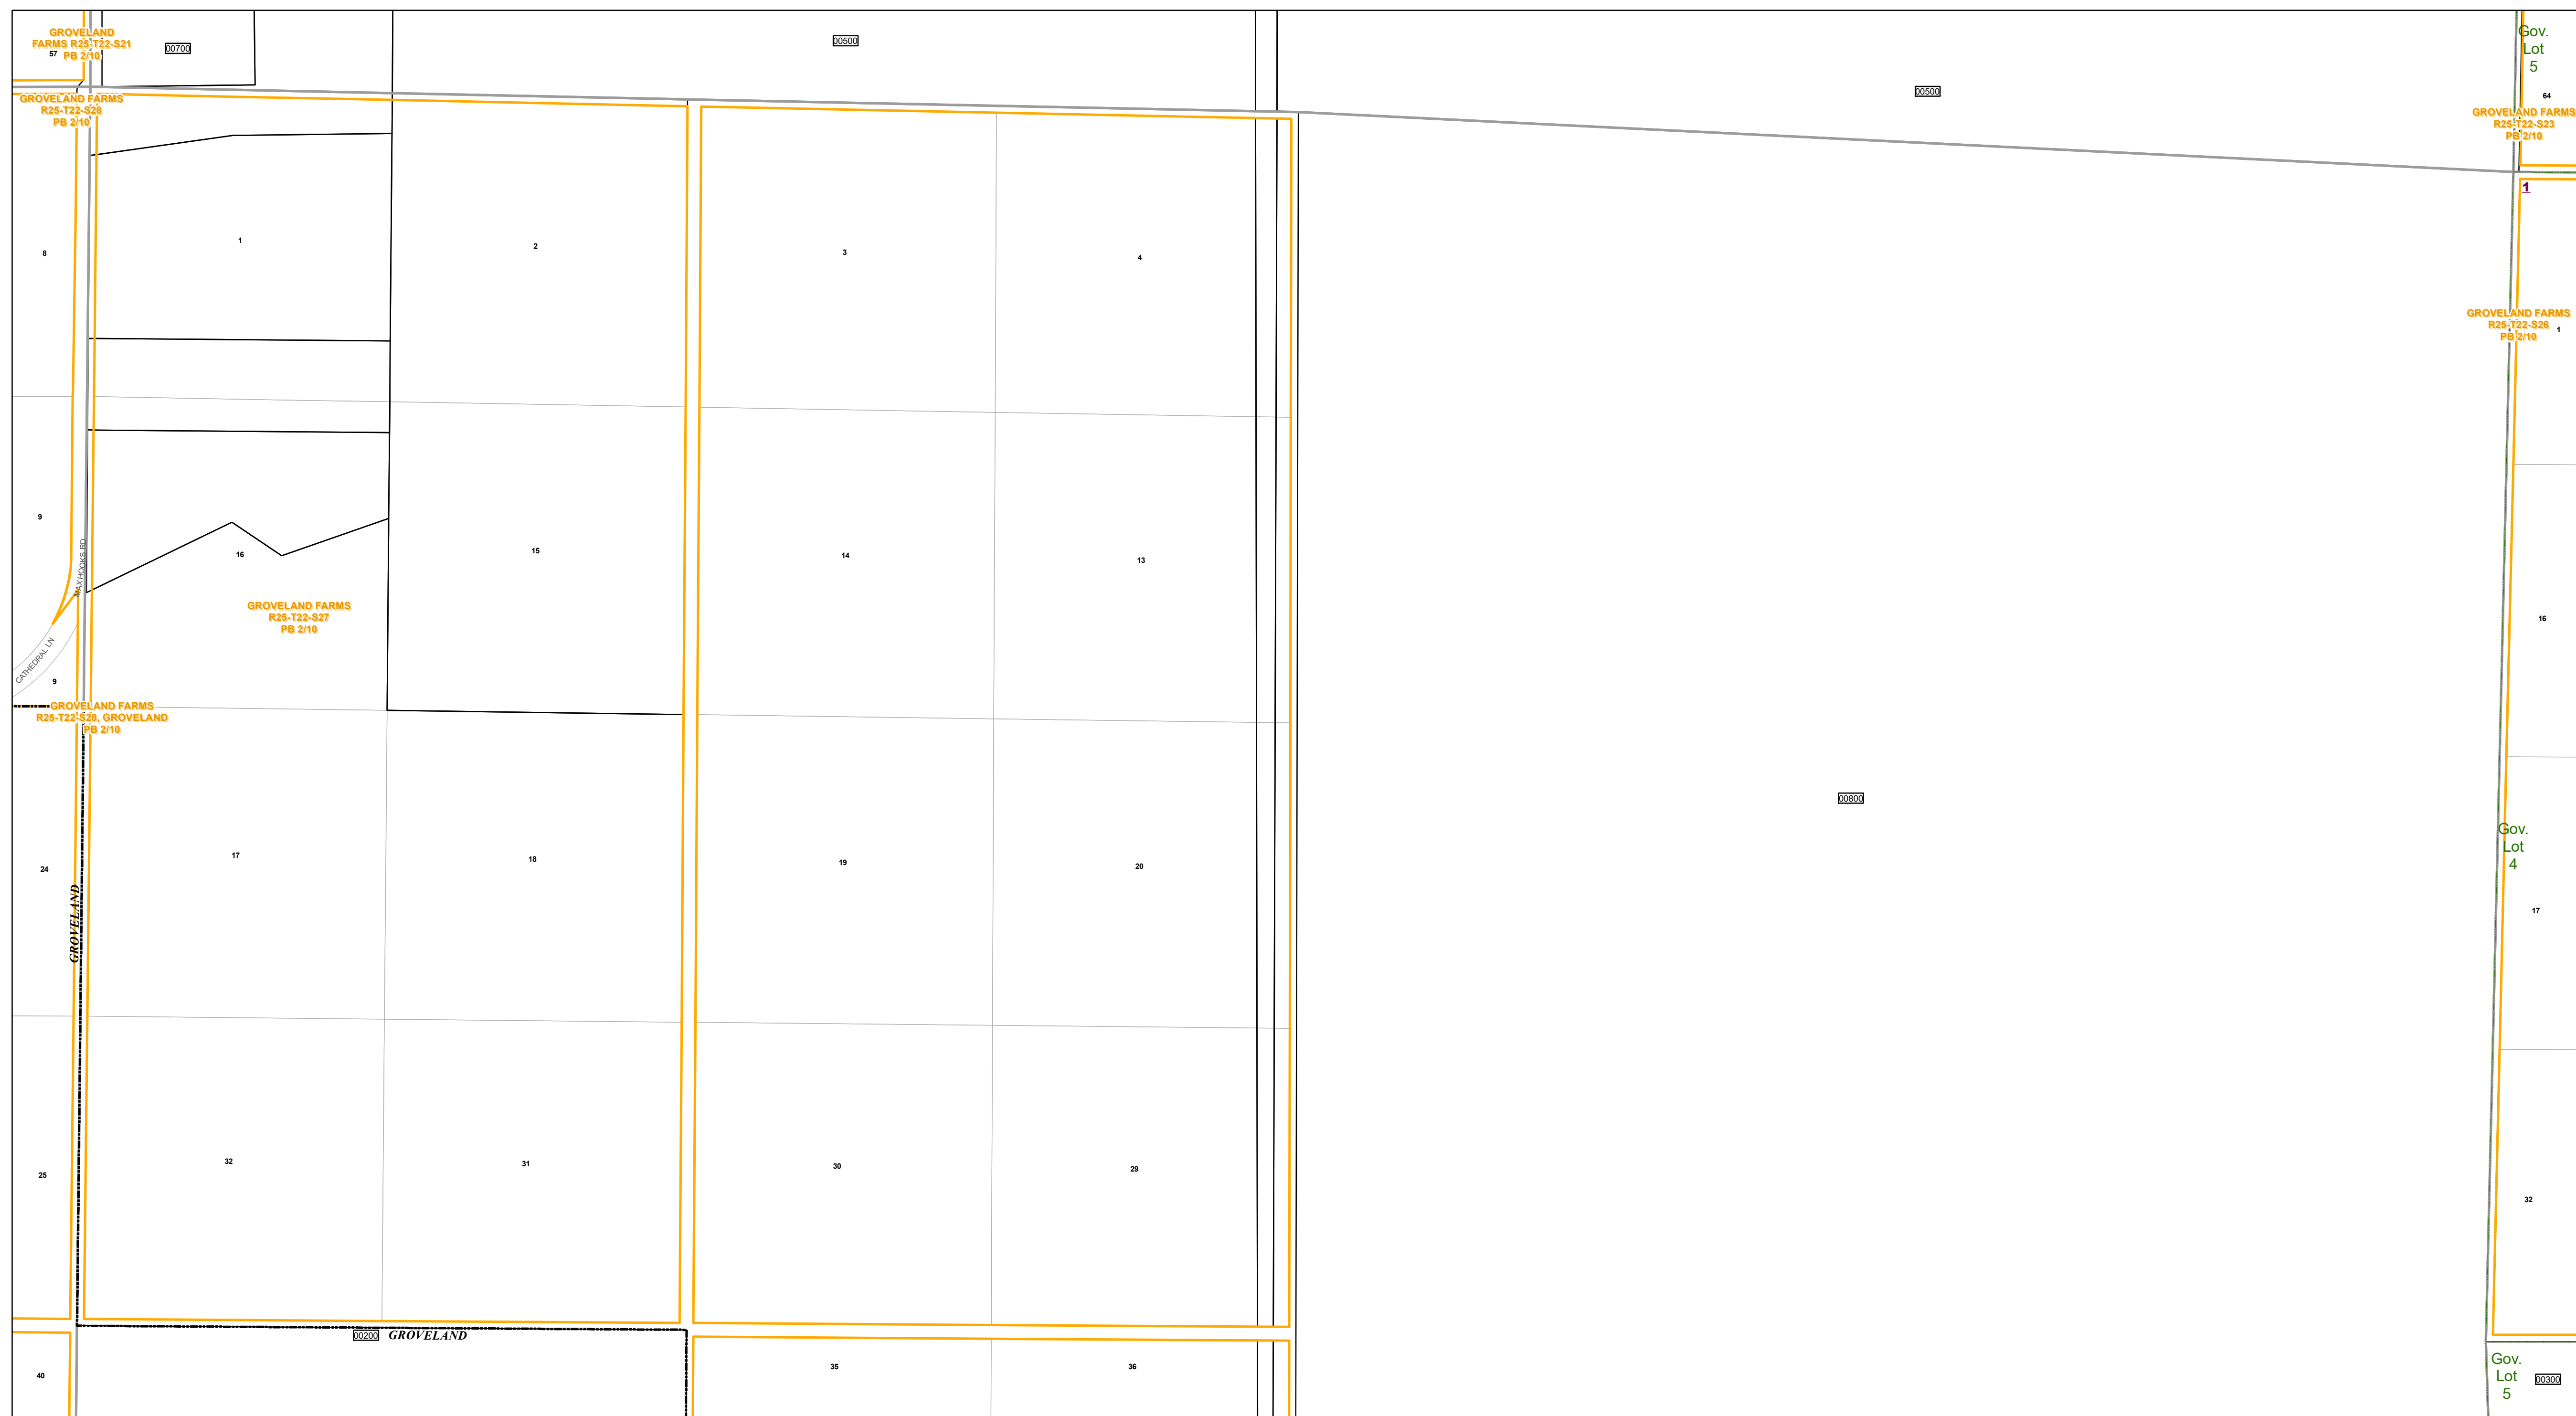 GROVELAND
FARMS R25-T22-S21
PB 2/10
57
00700
00500
00500
Gov.
Lot
5
64
GROVELAND FARMS
R25-T22-S28
PB 2/10
GROVELAND FARMS
R25-T22-S23
PB 2/10
1
8
1
2
3
4
GROVELAND FARMS
R25-T22-S26
PB 2/10
1
9
MAX HOOKS RD
16
15
14
13
GROVELAND FARMS
R25-T22-S27
PB 2/10
16
CATHEDRAL LN
9
GROVELAND FARMS
R25-T22-S28, GROVELAND
PB 2/10
00800
Gov.
Lot
4
24
GROVELAND
17
18
19
20
17
25
32
31
30
29
32
00200
GROVELAND
40
35
36
Gov.
Lot
5
00300